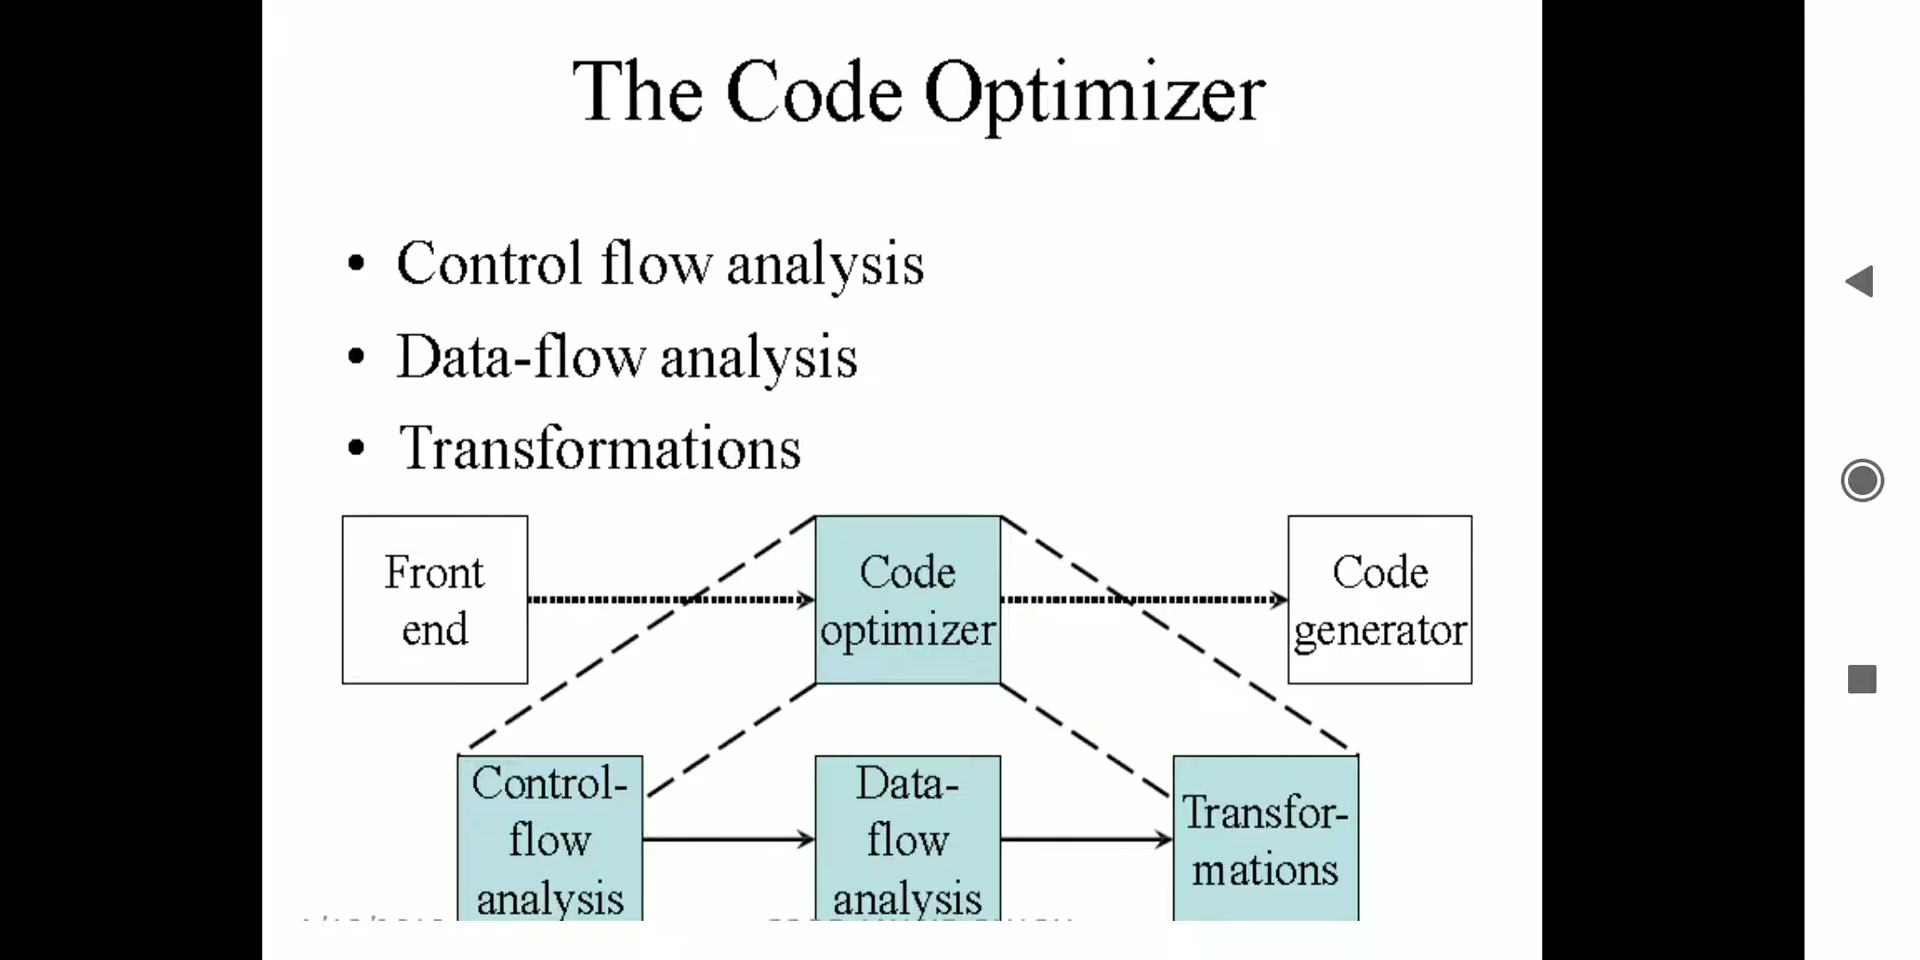 The Code Optimizer
• Control flow analysis
• Data-flow analysis
• Transformations
Front
end
Code
optimizer
Code
generator
Control-
flow
analysis
Data-
flow
analysis
Transfor-
mations